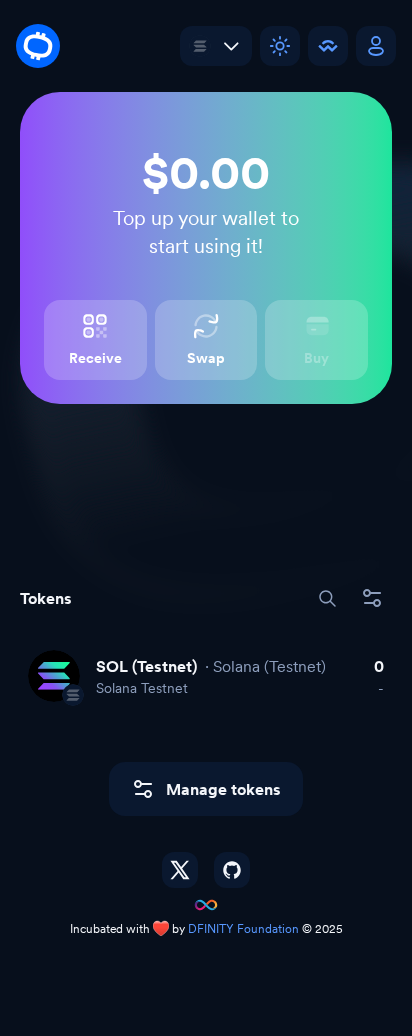 $0.00
Top up your wallet to
start using it!
Receive
Swap
Buy
Tokens
SOL (Testnet) · Solana (Testnet) 0
Solana Testnet -
Manage tokens
Incubated with ❤️ by DFINITY Foundation © 2025